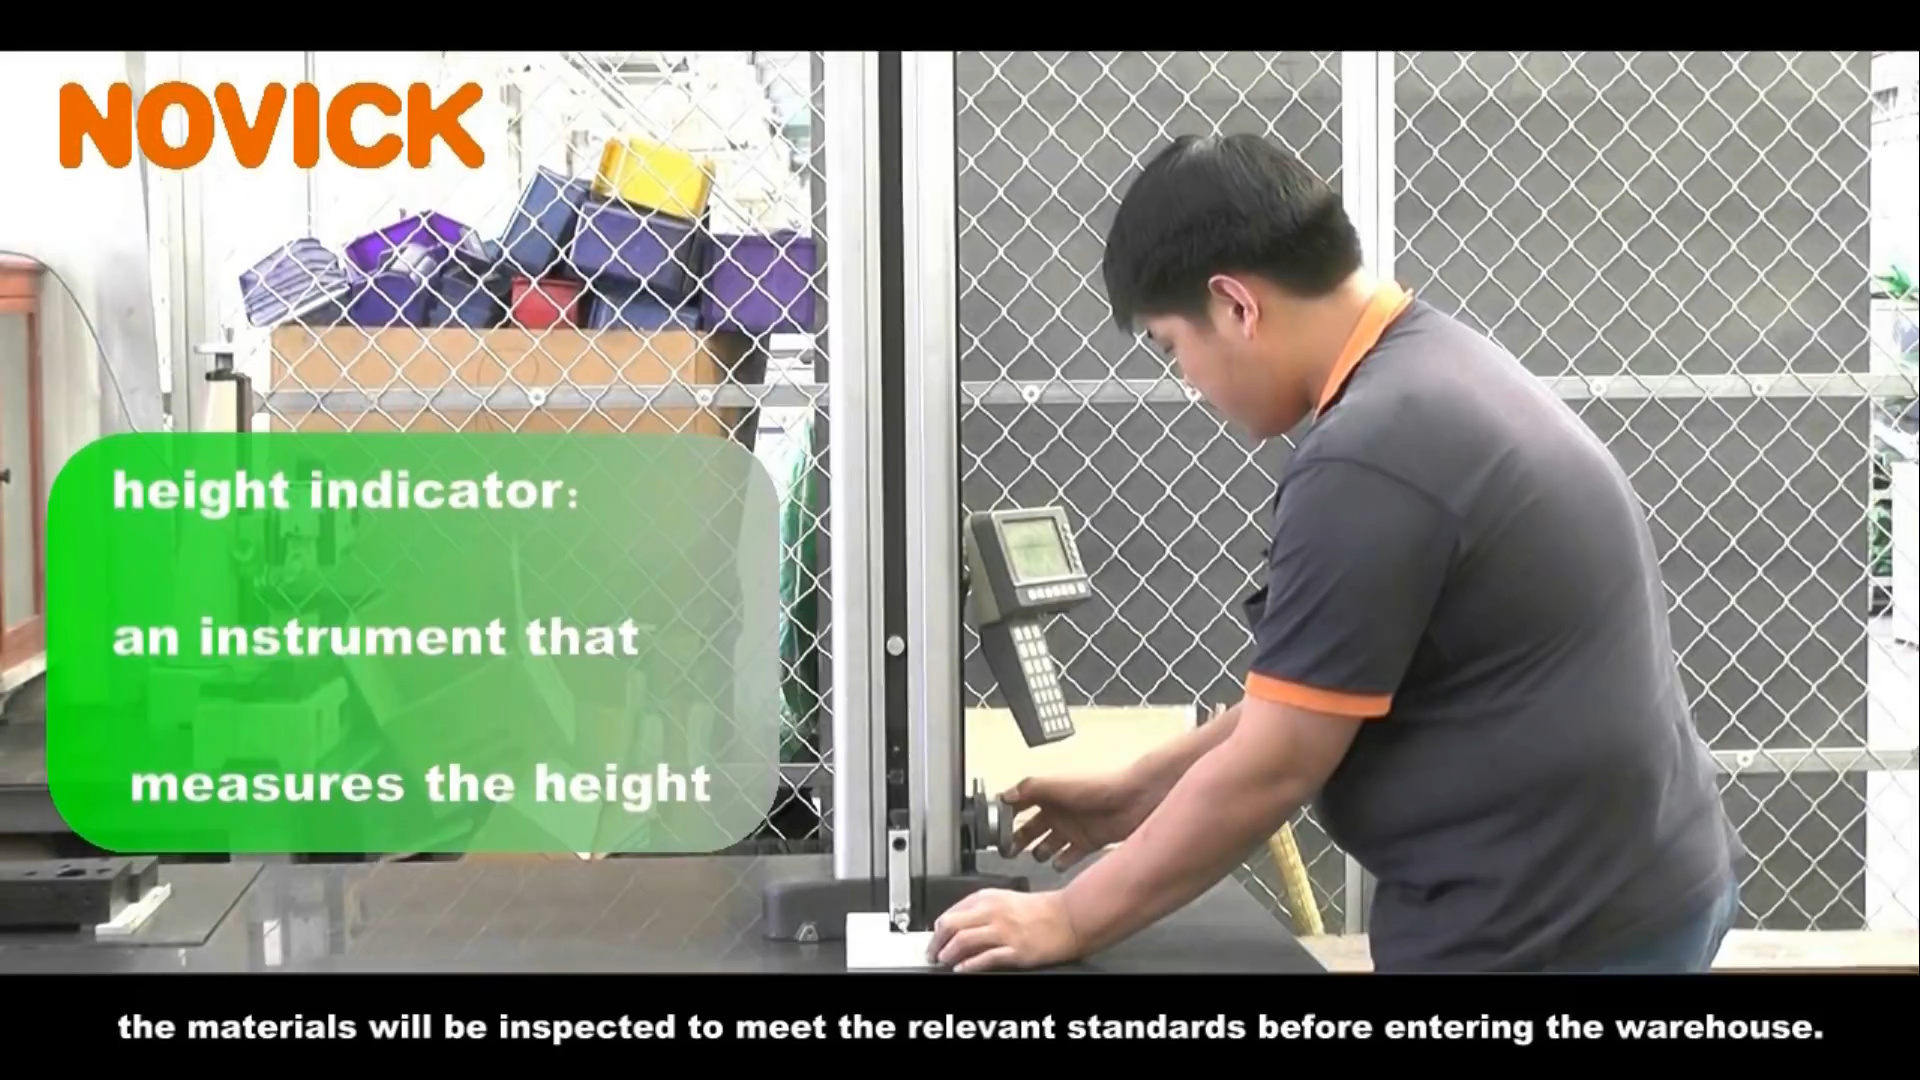 NOVICK
height indicator:
an instrument that
measures the height
the materials will be inspected to meet the relevant standards before entering the warehouse.